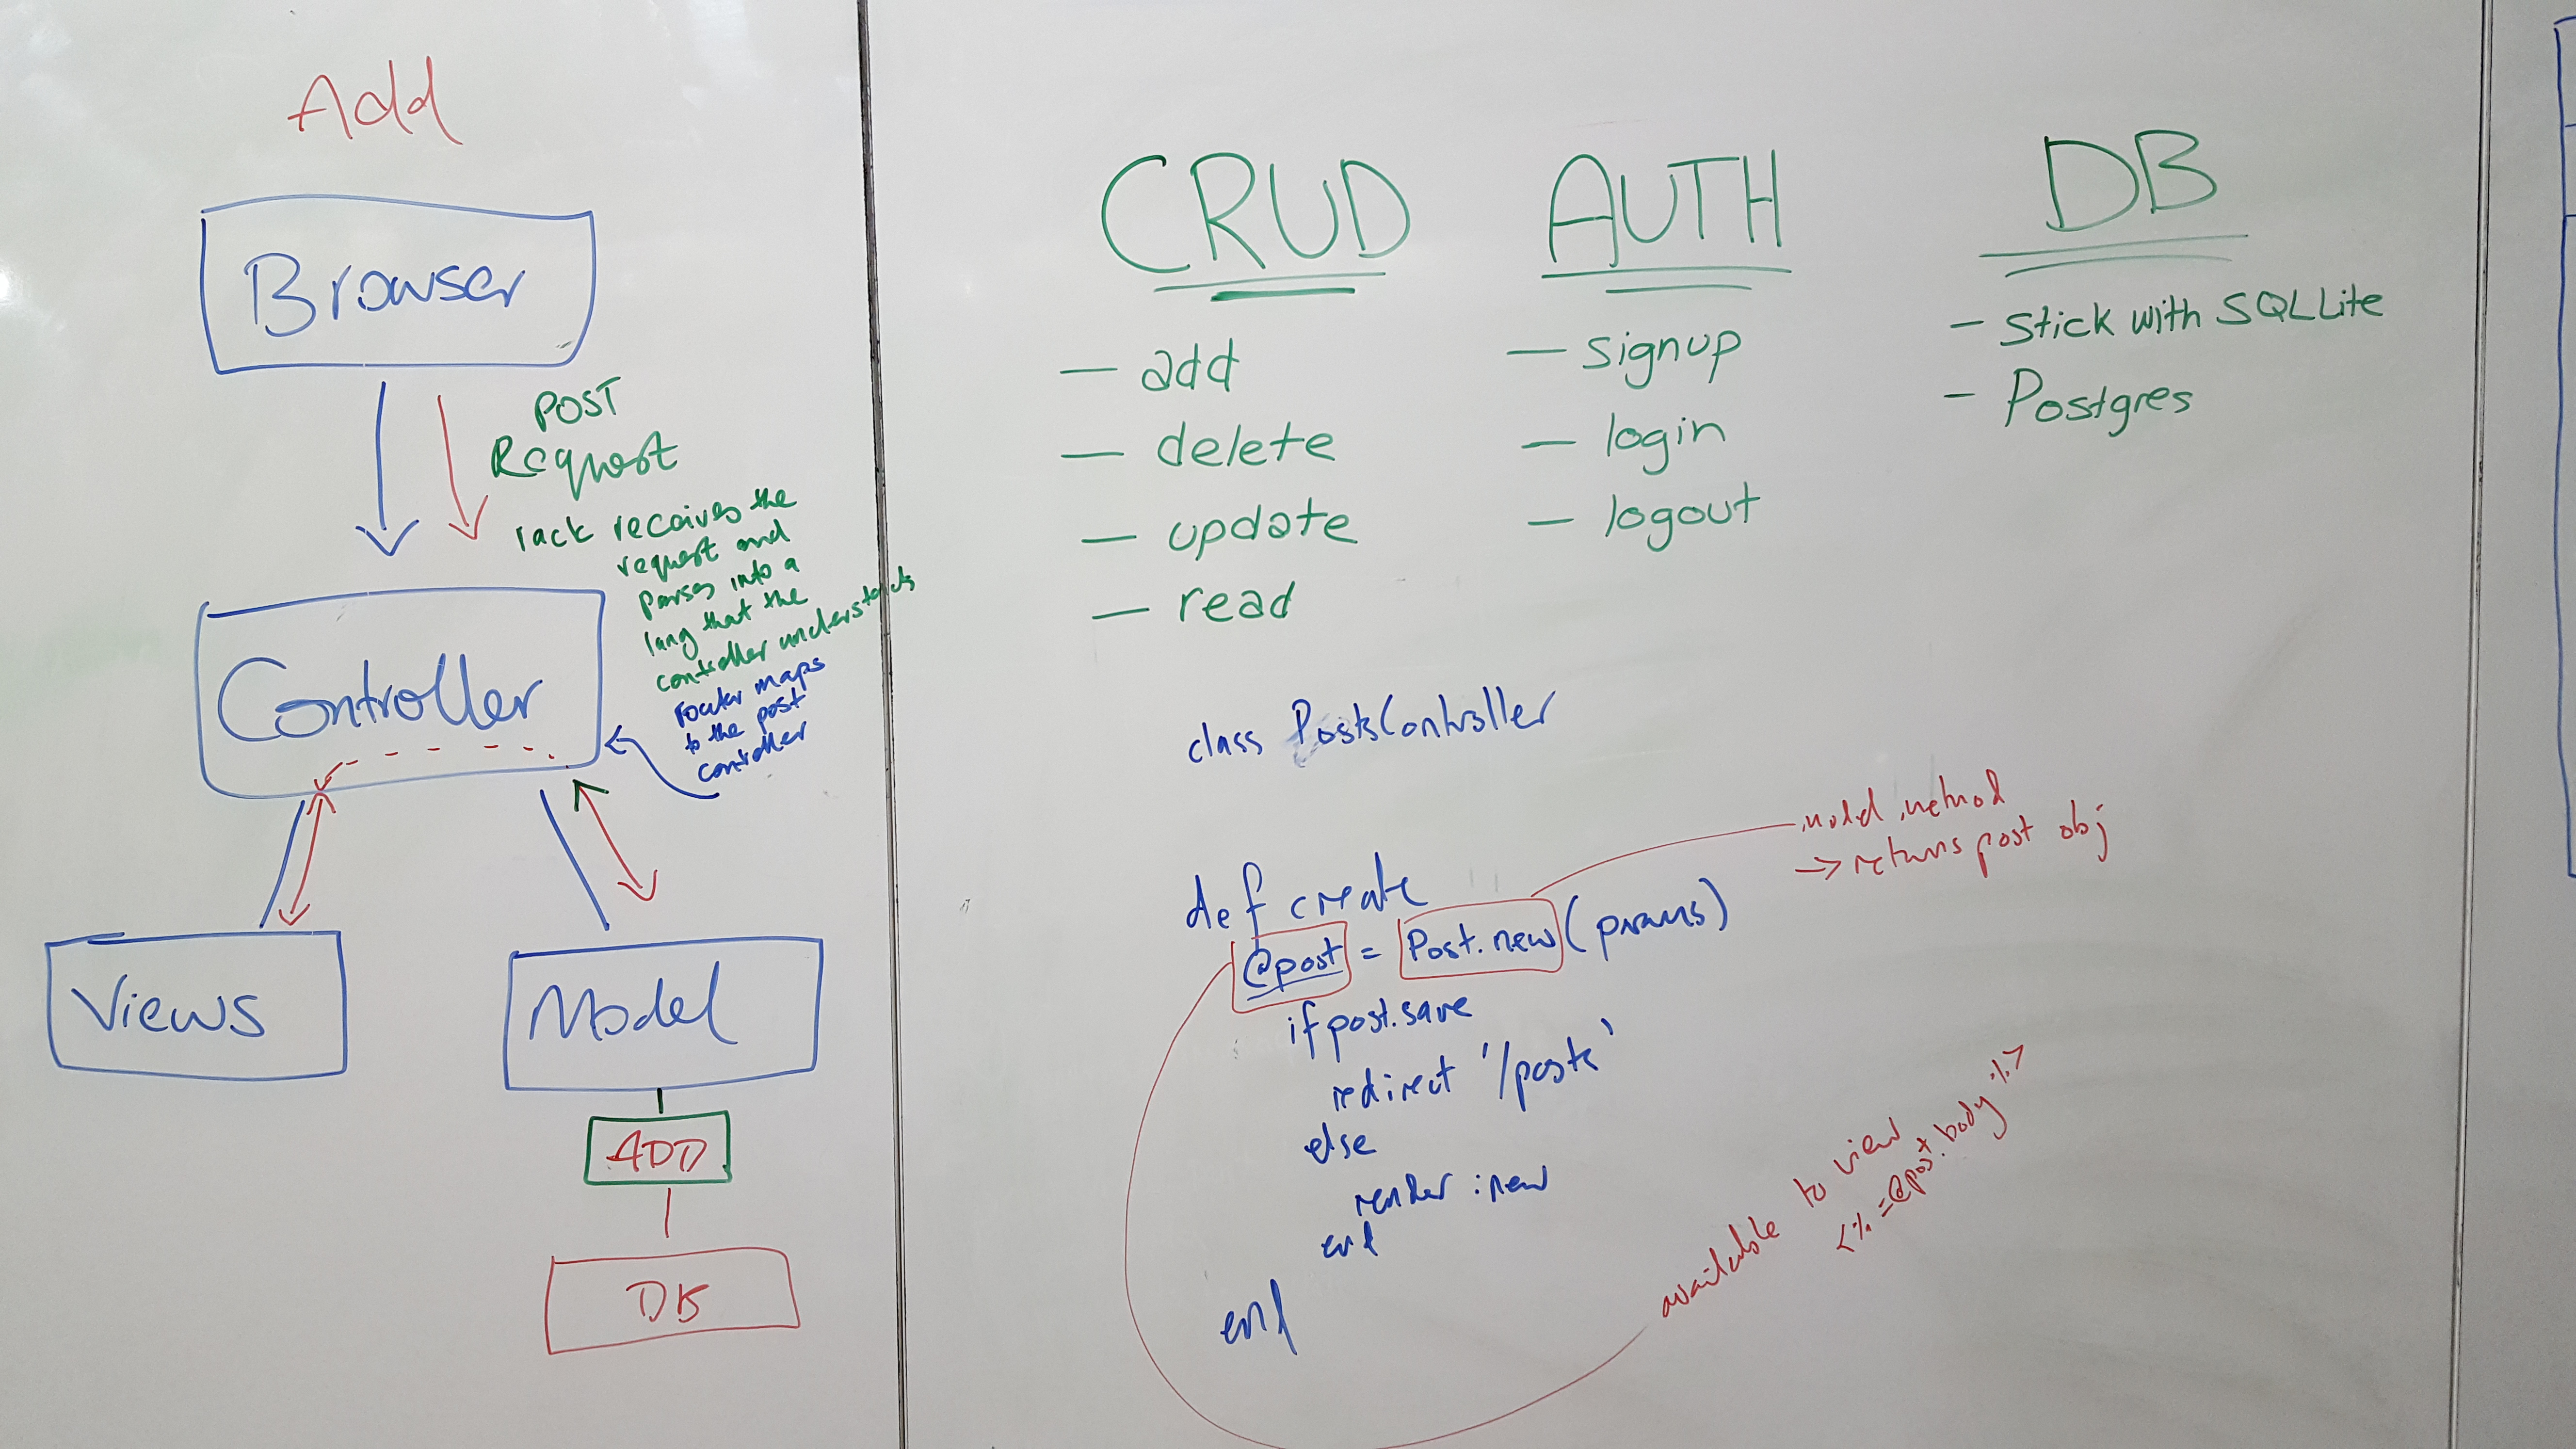 Add
Browser
POST
Request
rack receives the
request and
parses into a
lang that the
controller understands
router maps
to the post
controller
Controller
Views
Model
ADD
DB
CRUD
— add
— delete
— update
— read
AUTH
— signup
— login
— logout
DB
- Stick with SQLLite
- Postgres
class PostsController
def create
@post = Post.new (params)
if post.save
redirect '/posts'
else
render :new
end
end
model method
→ returns post obj
available to view
<%=@post.body%>